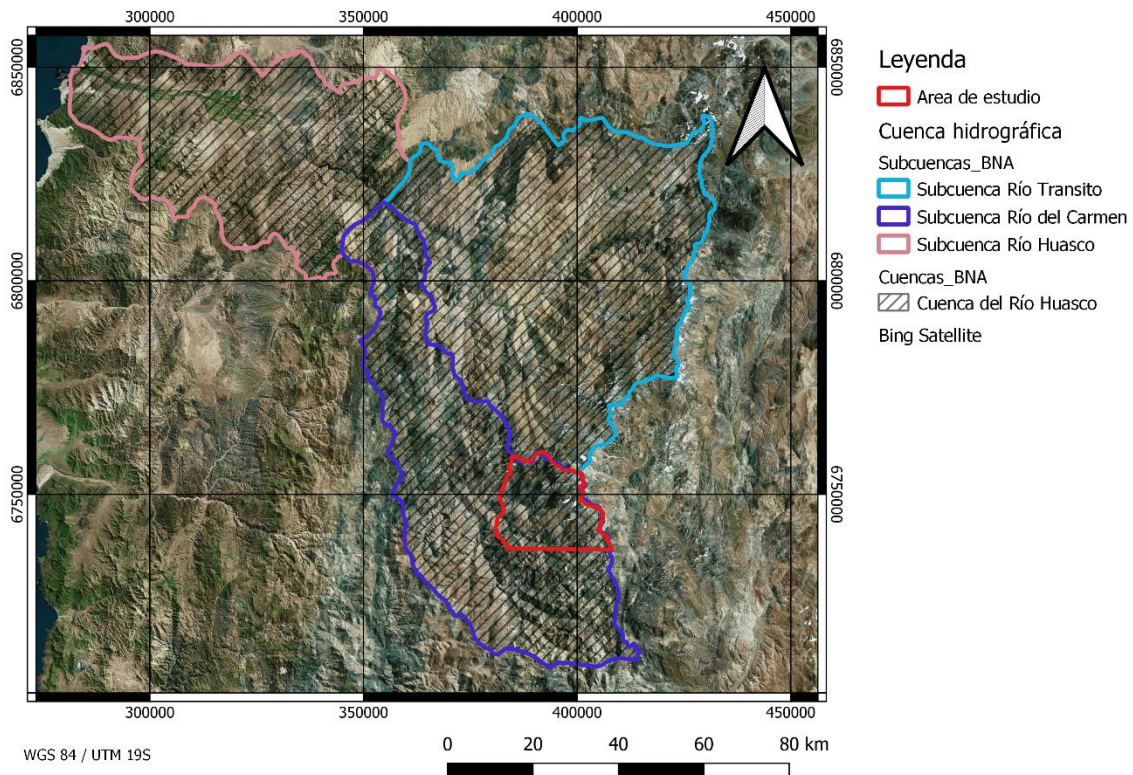 300000 350000 400000 450000
6850000 6850000
6800000 6800000
6750000 6750000
300000 350000 400000 450000
WGS 84 / UTM 19S
0 20 40 60 80 km
Leyenda
Area de estudio
Cuenca hidrográfica
Subcuencas_BNA
Subcuenca Río Transito
Subcuenca Río del Carmen
Subcuenca Río Huasco
Cuencas_BNA
Cuenca del Río Huasco
Bing Satellite